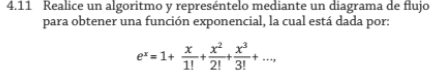 4.11 Realice un algoritmo y represéntelo mediante un diagrama de flujo
para obtener una función exponencial, la cual está dada por:
e^x = 1 + x/1! + x^2/2! + x^3/3! + ...,